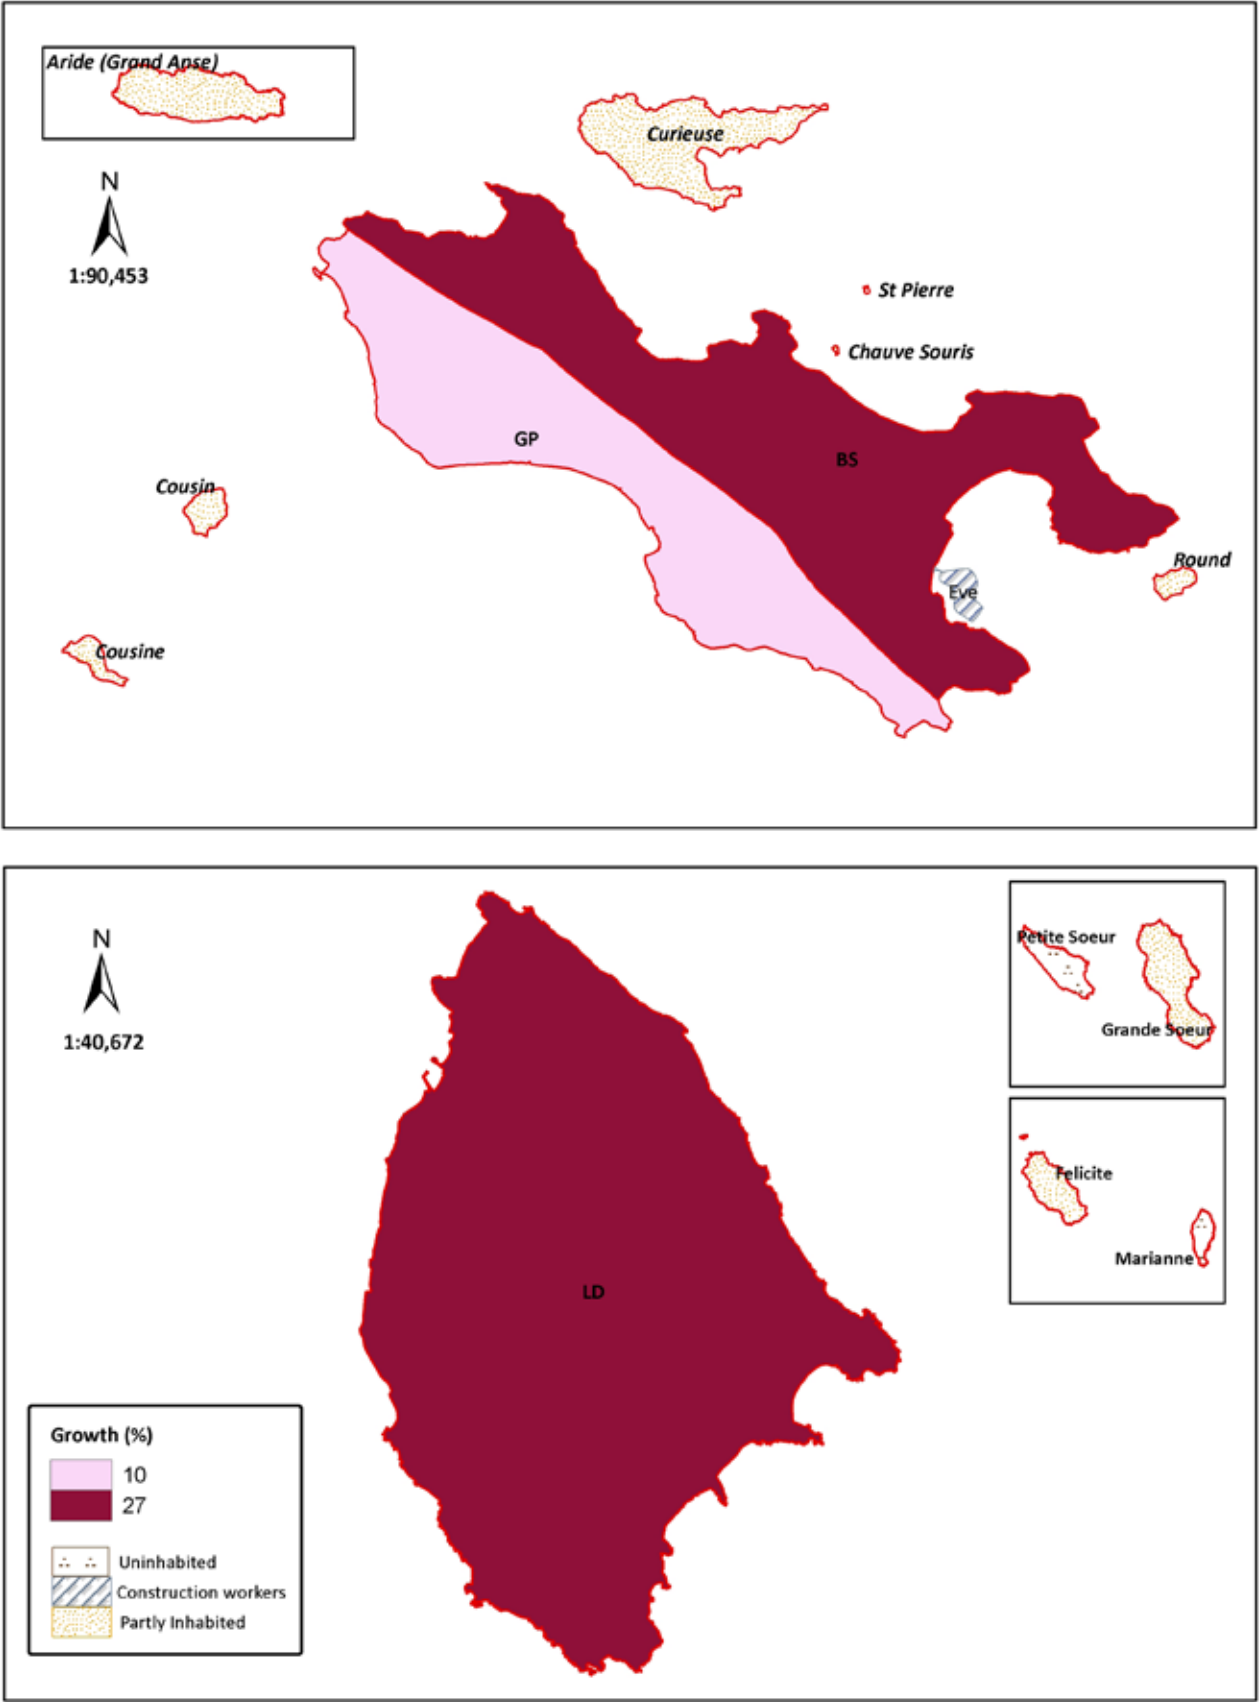 Aride (Grand Anse)
Curieuse
N
1:90,453
St Pierre
Chauve Souris
GP
BS
Cousin
Round
Eve
Cousine
N
1:40,672
Petite Soeur
Grande Soeur
Felicite
Marianne
LD
Growth (%)
10
27
Uninhabited
Construction workers
Partly Inhabited